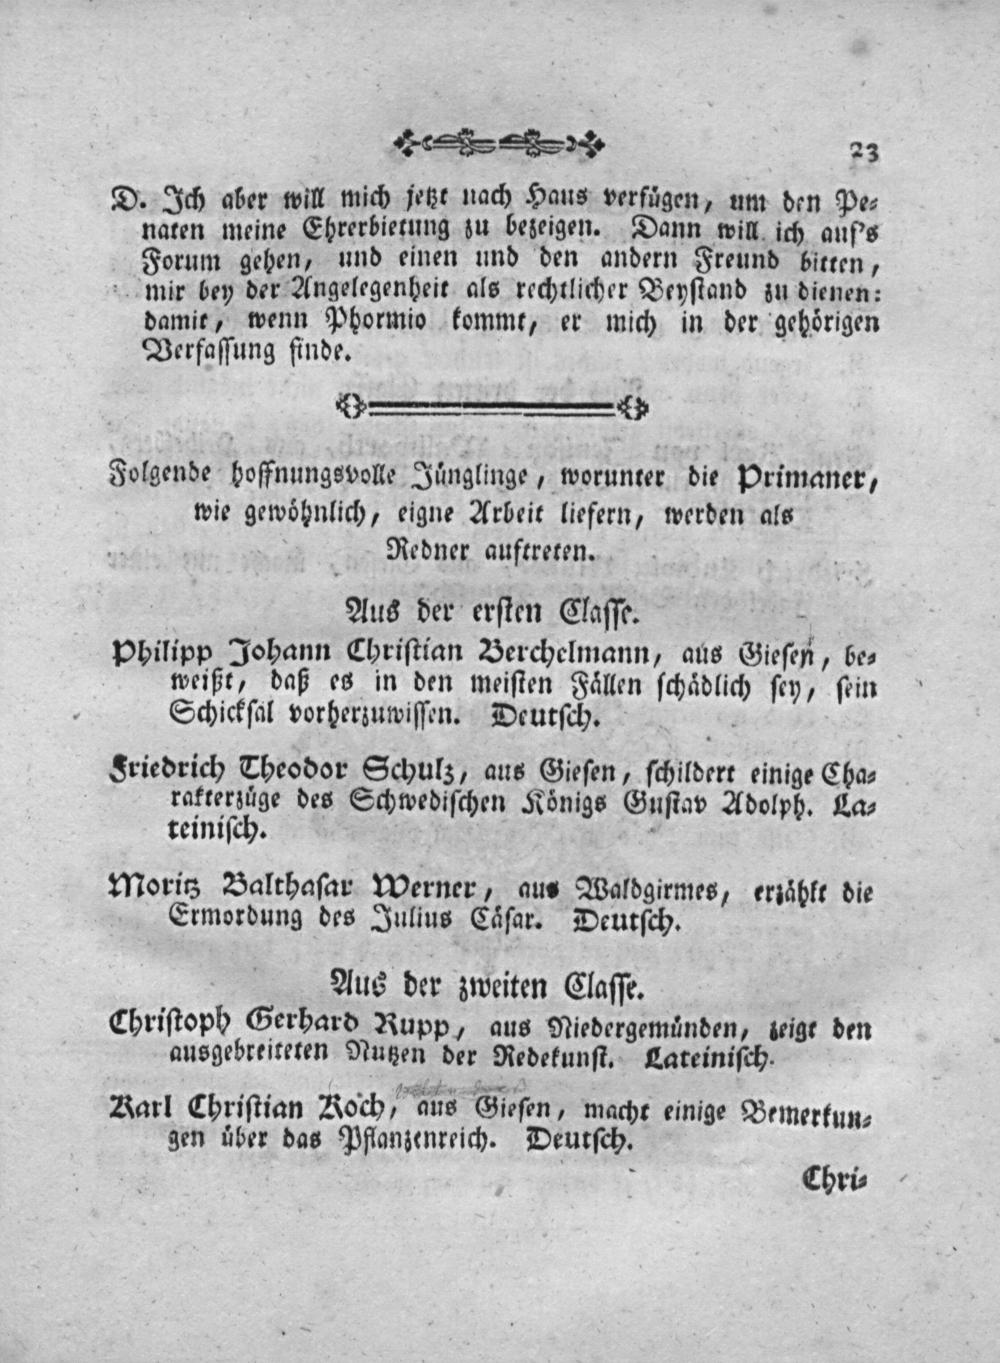 23
D. Ich aber will mich jetzt nach Haus verfügen, um den Pe-
naten meine Ehrerbietung zu bezeigen. Dann will ich auf's
Forum gehen, und einen und den andern Freund bitten,
mir bey der Angelegenheit als rechtlicher Beystand zu dienen:
damit, wenn Phormio kommt, er mich in der gehörigen
Verfassung finde.
Folgende hoffnungsvolle Jünglinge, worunter die Primaner,
wie gewöhnlich, eigne Arbeit liefern, werden als
Redner auftreten.
Aus der ersten Classe.
Philipp Johann Christian Berchelmann, aus Giesen, be-
weißt, daß es in den meisten Fällen schädlich sey, sein
Schicksal vorherzuwissen. Deutsch.
Friedrich Theodor Schulz, aus Giesen, schildert einige Cha-
rakterzüge des Schwedischen Königs Gustav Adolph. La-
teinisch.
Moritz Balthasar Werner, aus Waldgirmes, erzählt die
Ermordung des Julius Cäsar. Deutsch.
Aus der zweiten Classe.
Christoph Gerhard Rupp, aus Niedergemünden, zeigt den
ausgebreiteten Nutzen der Redekunst. Lateinisch.
Karl Christian Koch, aus Giesen, macht einige Bemerkun-
gen über das Pflanzenreich. Deutsch.
Chri-